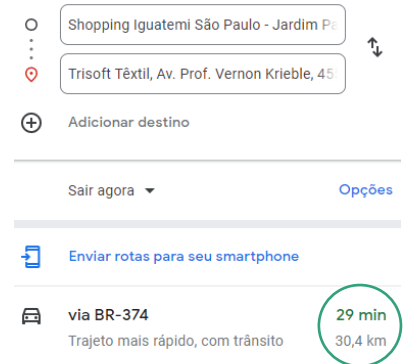 Shopping Iguatemi São Paulo - Jardim
Trisoft Têxtil, Av. Prof. Vernon Krieble, 45
Adicionar destino
Sair agora
Opções
Enviar rotas para seu smartphone
via BR-374
29 min
Trajeto mais rápido, com trânsito
30,4 km